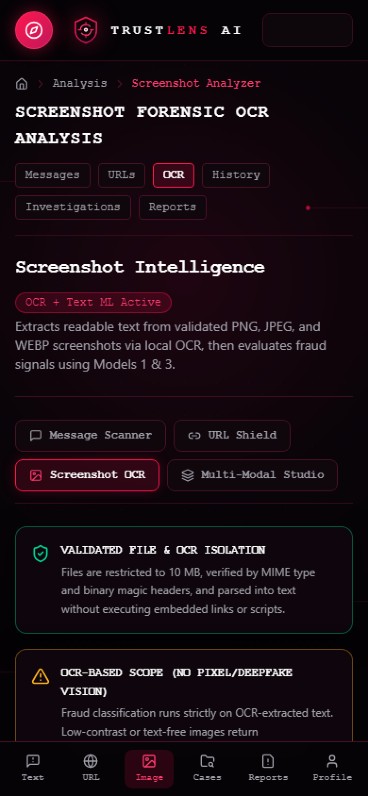 TRUSTLENS AI
Analysis
Screenshot Analyzer
SCREENSHOT FORENSIC OCR
ANALYSIS
Messages
URLs
OCR
History
Investigations
Reports
Screenshot Intelligence
OCR + Text ML Active
Extracts readable text from validated PNG, JPEG, and
WEBP screenshots via local OCR, then evaluates fraud
signals using Models 1 & 3.
Message Scanner
URL Shield
Screenshot OCR
Multi-Modal Studio
VALIDATED FILE & OCR ISOLATION
Files are restricted to 10 MB, verified by MIME type
and binary magic headers, and parsed into text
without executing embedded links or scripts.
OCR-BASED SCOPE (NO PIXEL/DEEPFAKE
VISION)
Fraud classification runs strictly on OCR-extracted text.
Low-contrast or text-free images return
Text
URL
Image
Cases
Reports
Profile